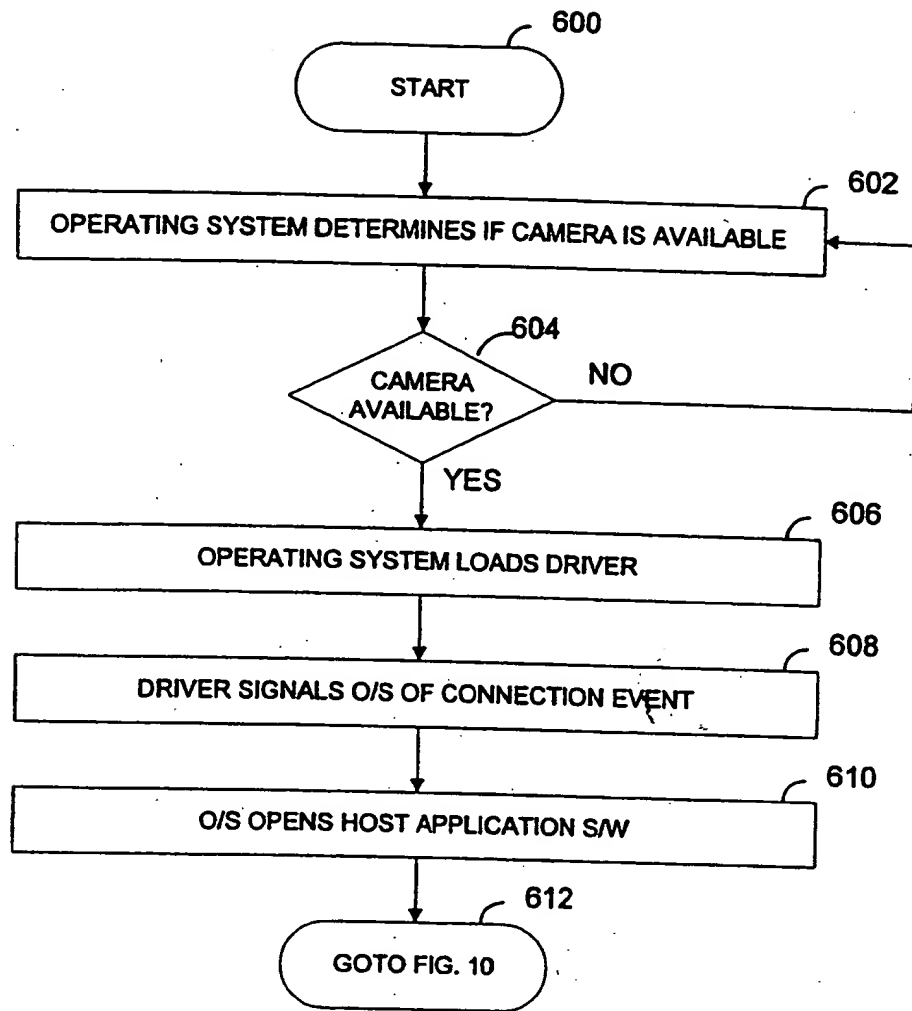 600
START
602
OPERATING SYSTEM DETERMINES IF CAMERA IS AVAILABLE
604
CAMERA
AVAILABLE?
NO
YES
606
OPERATING SYSTEM LOADS DRIVER
608
DRIVER SIGNALS O/S OF CONNECTION EVENT
610
O/S OPENS HOST APPLICATION S/W
612
GOTO FIG. 10